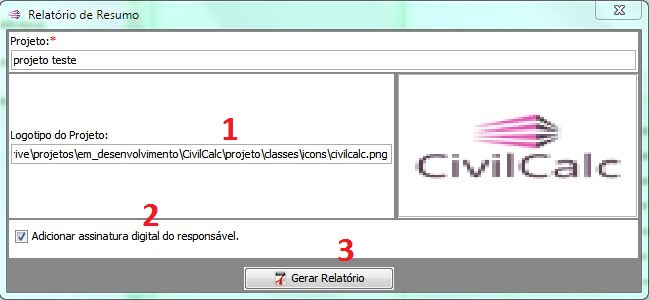 Relatório de Resumo
Projeto:*
projeto teste
1
Logotipo do Projeto:
ive\projetos\em_desenvolvimento\CivilCalc\projeto\classes\icons\civilcalc.png
CivilCalc
2
Adicionar assinatura digital do responsável.
3
Gerar Relatório